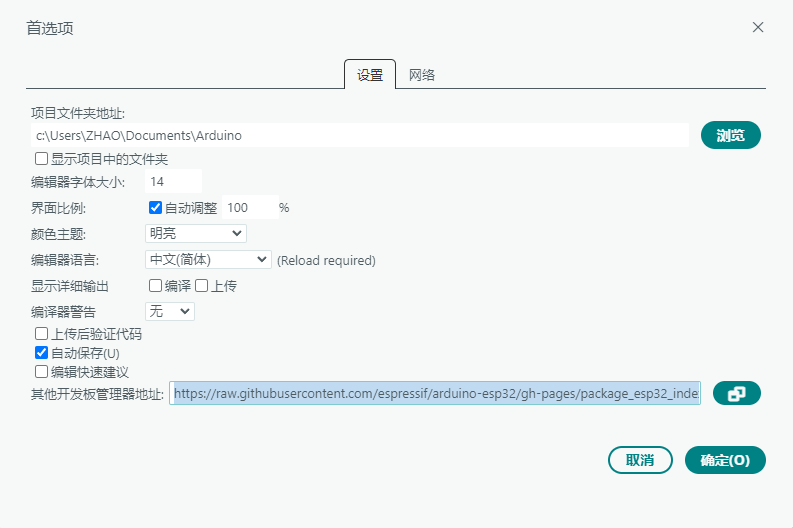 首选项
设置 网络
项目文件夹地址:
c:\Users\ZHAO\Documents\Arduino 浏览
显示项目中的文件夹
编辑器字体大小: 14
界面比例: 自动调整 100 %
颜色主题: 明亮
编辑器语言: 中文(简体) (Reload required)
显示详细输出 编译 上传
编译器警告 无
上传后验证代码
自动保存(U)
编辑快速建议
其他开发板管理器地址: https://raw.githubusercontent.com/espressif/arduino-esp32/gh-pages/package_esp32_inde
取消 确定(O)